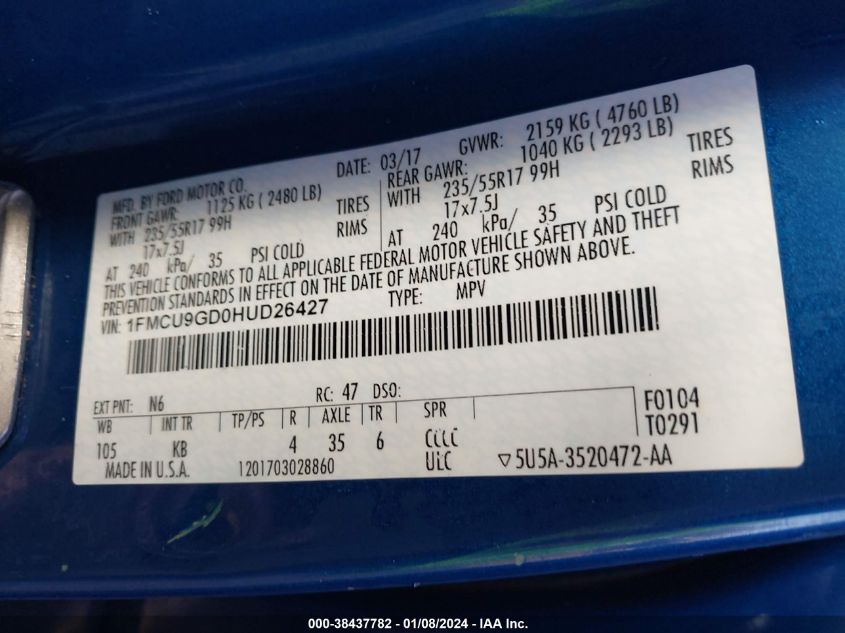 MFD. BY FORD MOTOR CO.
DATE: 03/17 GVWR: 2159 KG ( 4760 LB)
FRONT GAWR: 1125 KG ( 2480 LB) REAR GAWR: 1040 KG ( 2293 LB)
WITH 235/55R17 99H TIRES WITH 235/55R17 99H TIRES
17x7.5J RIMS 17x7.5J RIMS
AT 240 kPa/ 35 PSI COLD AT 240 kPa/ 35 PSI COLD
THIS VEHICLE CONFORMS TO ALL APPLICABLE FEDERAL MOTOR VEHICLE SAFETY AND THEFT
PREVENTION STANDARDS IN EFFECT ON THE DATE OF MANUFACTURE SHOWN ABOVE.
VIN: 1FMCU9GD0HUD26427 TYPE: MPV
EXT PNT: N6 RC: 47 DSO:
WB INT TR TP/PS R AXLE TR SPR F0104
105 KB 4 35 6 T0291
MADE IN U.S.A. 1201703028860 ▽5U5A-3520472-AA
000-38437782 - 01/08/2024 - IAA Inc.